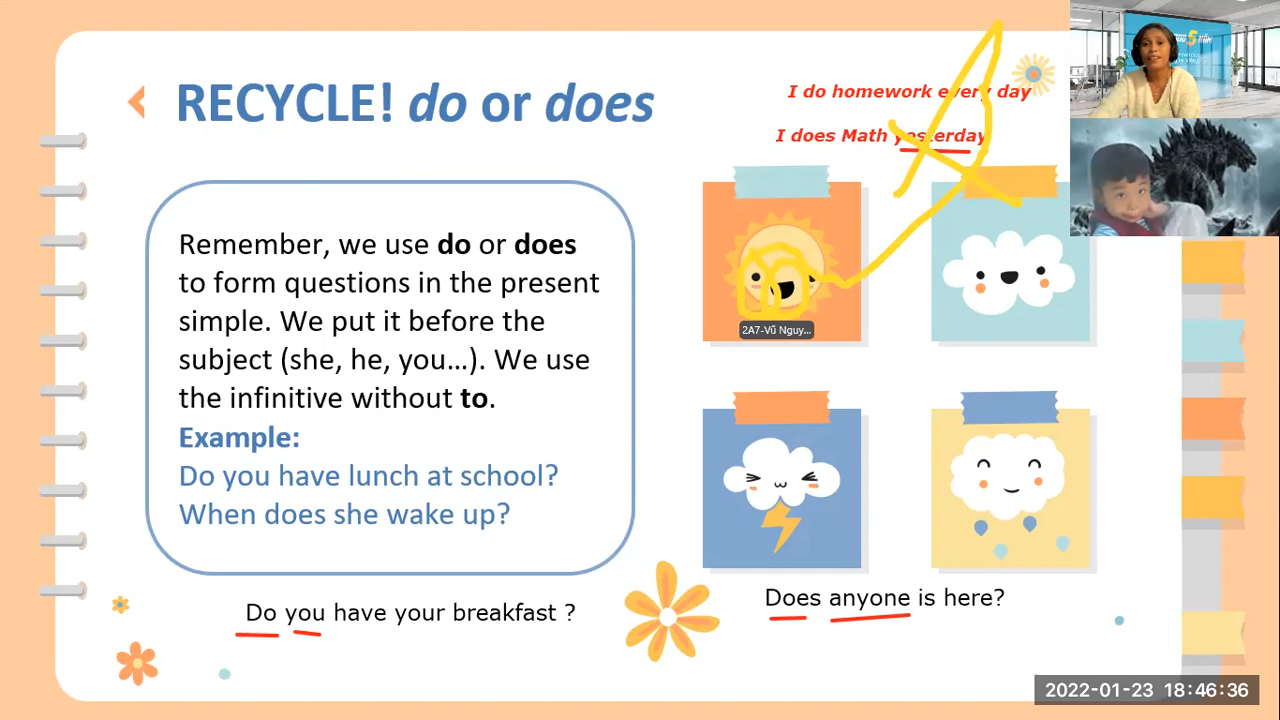 RECYCLE! do or does
I do homework every day
I does Math yesterday
Remember, we use do or does
to form questions in the present
simple. We put it before the
subject (she, he, you...). We use
the infinitive without to.
Example:
Do you have lunch at school?
When does she wake up?
2A7-Vũ Nguy...
Do you have your breakfast ?
Does anyone is here?
2022-01-23 18:46:36